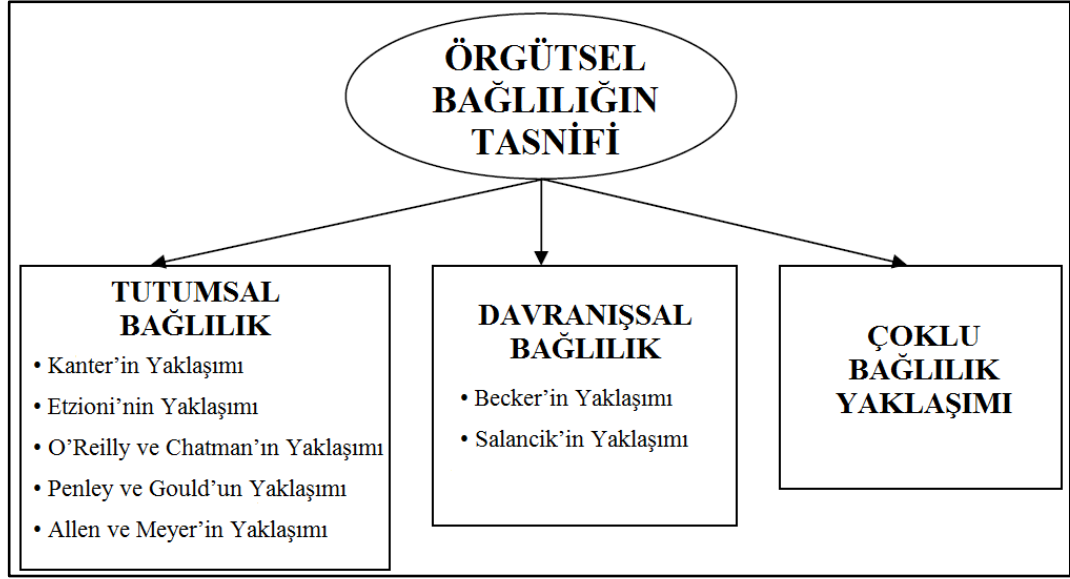 ÖRGÜTSEL
BAĞLILIĞIN
TASNİFİ
TUTUMSAL
BAĞLILIK
• Kanter’in Yaklaşımı
• Etzioni’nin Yaklaşımı
• O’Reilly ve Chatman’ın Yaklaşımı
• Penley ve Gould’un Yaklaşımı
• Allen ve Meyer’in Yaklaşımı
DAVRANIŞSAL
BAĞLILIK
• Becker’in Yaklaşımı
• Salancik’in Yaklaşımı
ÇOKLU
BAĞLILIK
YAKLAŞIMI